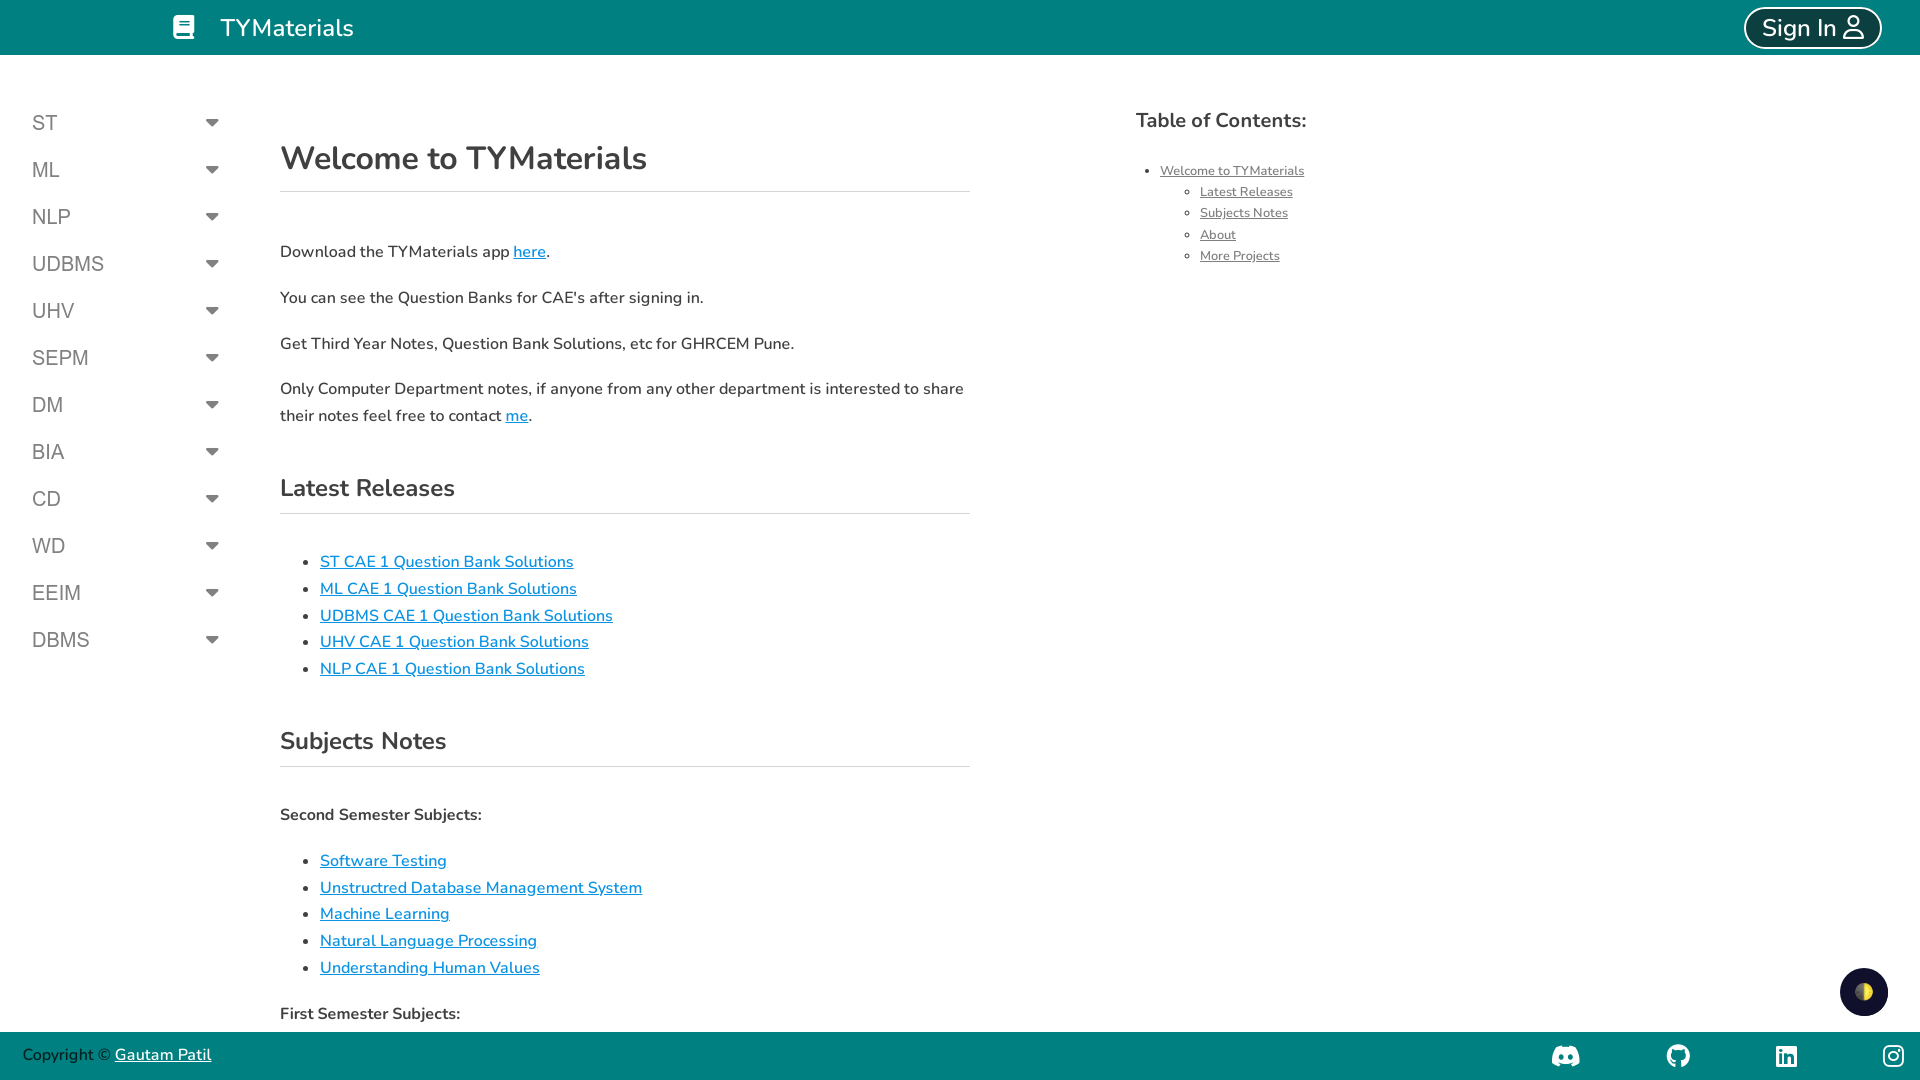 TYMaterials
Sign In
ST
ML
NLP
UDBMS
UHV
SEPM
DM
BIA
CD
WD
EEIM
DBMS
Welcome to TYMaterials
Download the TYMaterials app here.
You can see the Question Banks for CAE's after signing in.
Get Third Year Notes, Question Bank Solutions, etc for GHRCEM Pune.
Only Computer Department notes, if anyone from any other department is interested to share
their notes feel free to contact me.
Latest Releases
ST CAE 1 Question Bank Solutions
ML CAE 1 Question Bank Solutions
UDBMS CAE 1 Question Bank Solutions
UHV CAE 1 Question Bank Solutions
NLP CAE 1 Question Bank Solutions
Subjects Notes
Second Semester Subjects:
Software Testing
Unstructred Database Management System
Machine Learning
Natural Language Processing
Understanding Human Values
First Semester Subjects:
Table of Contents:
Welcome to TYMaterials
Latest Releases
Subjects Notes
About
More Projects
Copyright © Gautam Patil